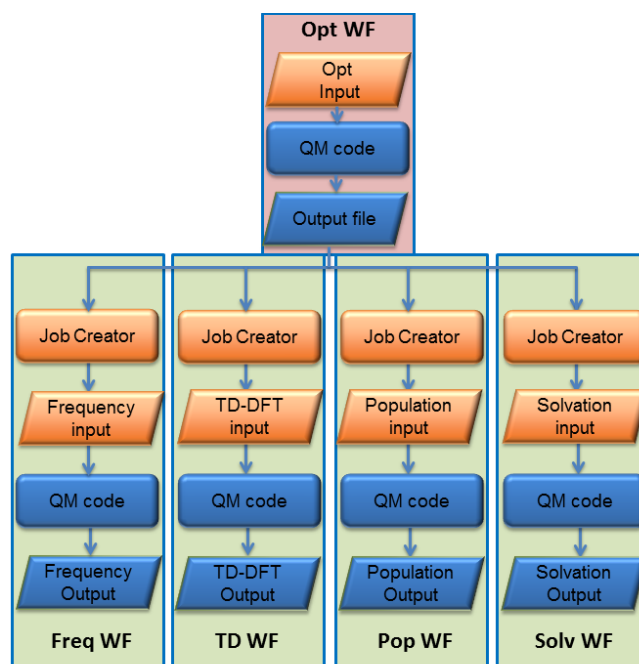 Opt WF
Opt
Input
QM code
Output file
Job Creator
Job Creator
Job Creator
Job Creator
Frequency
input
TD-DFT
input
Population
input
Solvation
input
QM code
QM code
QM code
QM code
Frequency
Output
TD-DFT
Output
Population
Output
Solvation
Output
Freq WF
TD WF
Pop WF
Solv WF